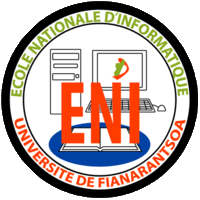 ECOLE NATIONALE D'INFORMATIQUE
ENI
UNIVERSITE DE FIANARANTSOA